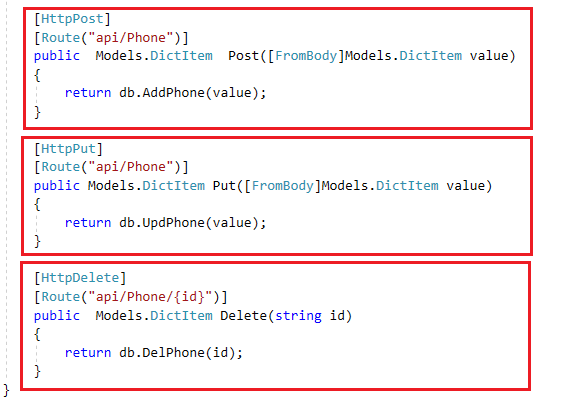 [HttpPost]
[Route("api/Phone")]
public  Models.DictItem  Post([FromBody]Models.DictItem value)
{
    return db.AddPhone(value);
}
[HttpPut]
[Route("api/Phone")]
public Models.DictItem Put([FromBody]Models.DictItem value)
{
    return db.UpdPhone(value);
}
[HttpDelete]
[Route("api/Phone/{id}")]
public  Models.DictItem Delete(string id)
{
    return db.DelPhone(id);
}
}